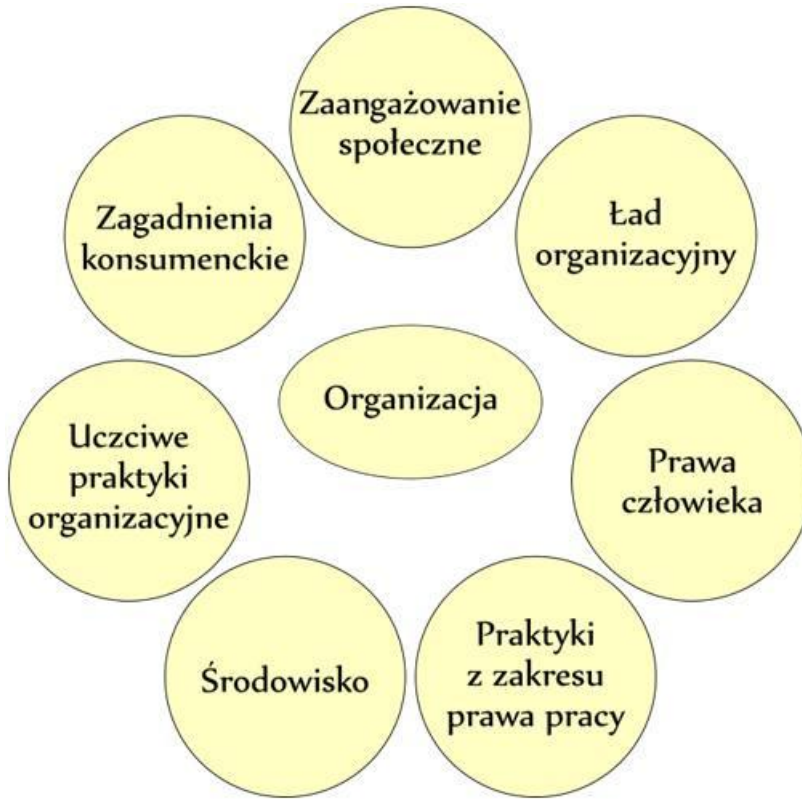 Zaangażowanie
społeczne
Zagadnienia
konsumenckie
Ład
organizacyjny
Organizacja
Uczciwe
praktyki
organizacyjne
Prawa
człowieka
Środowisko
Praktyki
z zakresu
prawa pracy